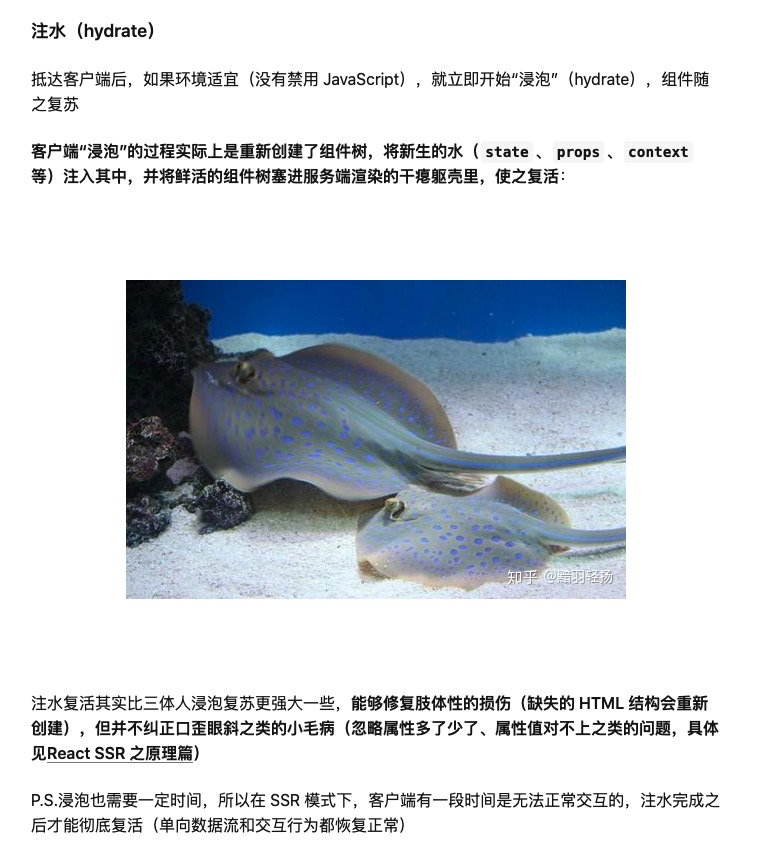 注水（hydrate）
抵达客户端后，如果环境适宜（没有禁用 JavaScript），就立即开始“浸泡”（hydrate），组件随
之复苏
客户端“浸泡”的过程实际上是重新创建了组件树，将新生的水（ state 、 props 、 context
等）注入其中，并将鲜活的组件树塞进服务端渲染的干瘪躯壳里，使之复活：
知乎 @黯羽轻扬
注水复活其实比三体人浸泡复苏更强大一些，能够修复肢体性的损伤（缺失的 HTML 结构会重新
创建），但并不纠正口歪眼斜之类的小毛病（忽略属性多了少了、属性值对不上之类的问题，具体
见React SSR 之原理篇）
P.S.浸泡也需要一定时间，所以在 SSR 模式下，客户端有一段时间是无法正常交互的，注水完成之
后才能彻底复活（单向数据流和交互行为都恢复正常）